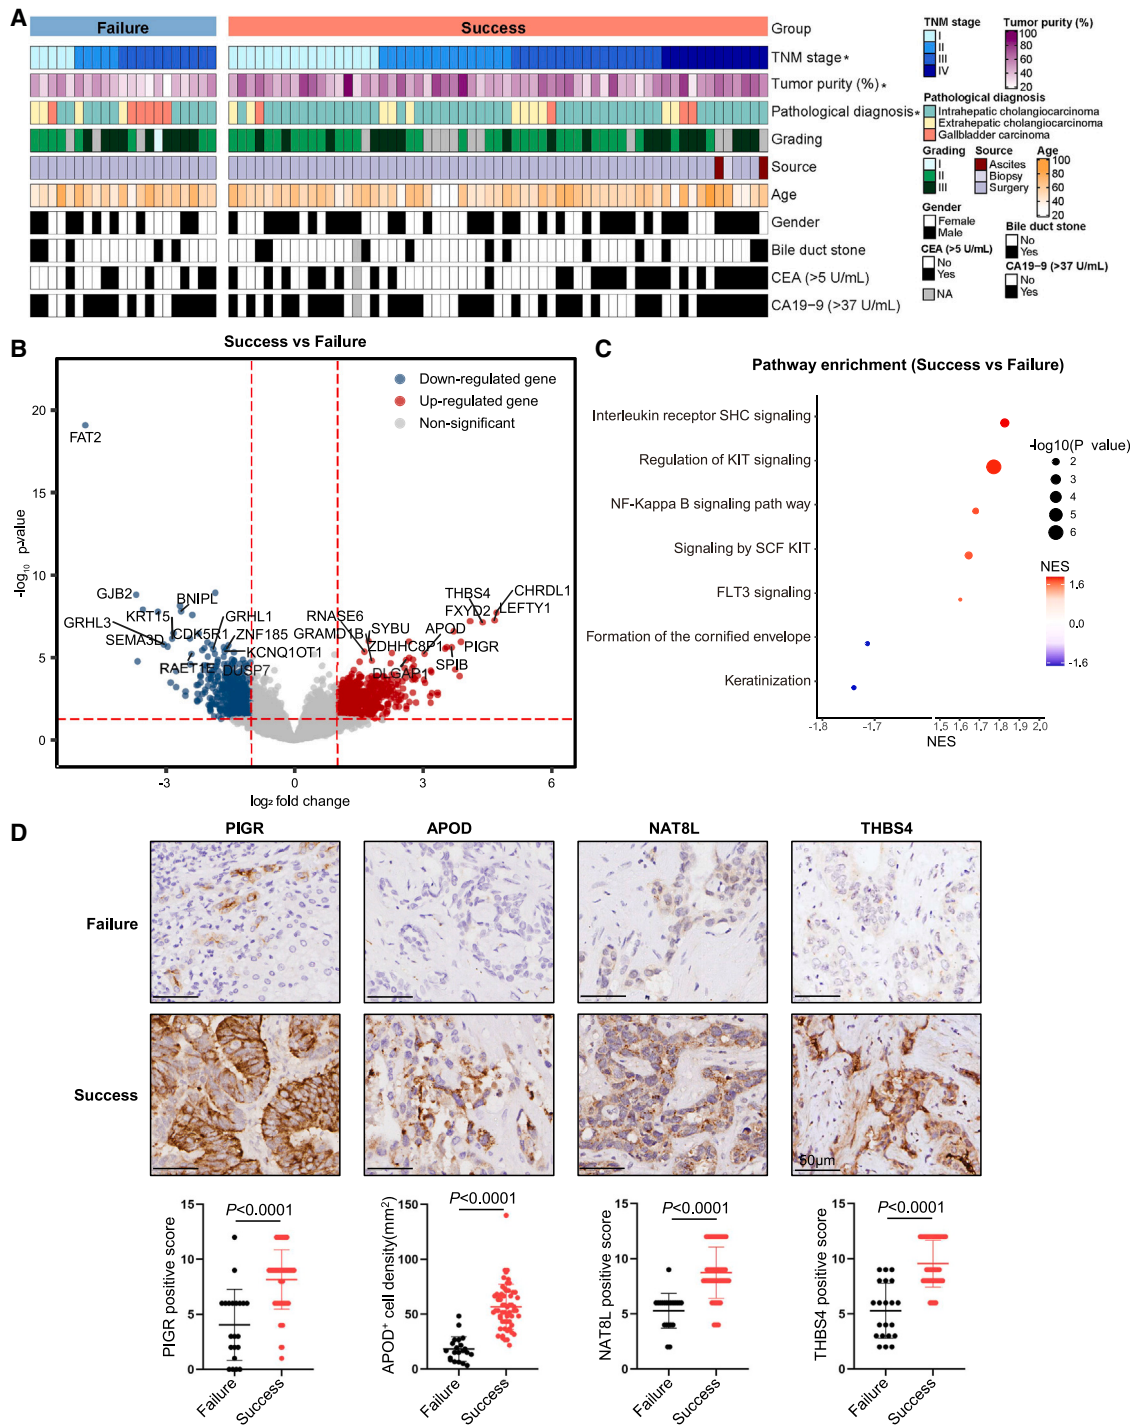 A
Failure
Success
Group
TNM stage*
Tumor purity (%)*
Pathological diagnosis*
Grading
Source
Age
Gender
Bile duct stone
CEA (>5 U/mL)
CA19-9 (>37 U/mL)
TNM stage
I
II
III
IV
Tumor purity (%)
100
80
60
40
20
Pathological diagnosis
Intrahepatic cholangiocarcinoma
Extrahepatic cholangiocarcinoma
Gallbladder carcinoma
Grading
I
II
III
Source
Ascites
Biopsy
Surgery
Age
100
80
60
40
20
Gender
Female
Male
Bile duct stone
No
Yes
CEA (>5 U/mL)
No
Yes
CA19-9 (>37 U/mL)
No
Yes
NA
B
Success vs Failure
Down-regulated gene
Up-regulated gene
Non-significant
FAT2
GJB2
BNIPL
KRT15
GRHL3
GRHL1
SEMA3D
CDK5R1
ZNF185
KCNQ1OT1
RAET1E
DUSP7
RNASE6
GRAMD1B
SYBU
ZDHHC8P1
DLGAP1
THBS4
FXYD2
CHRDL1
LEFTY1
APOD
PIGR
SPIB
20
15
10
5
0
-log10 p-value
-3
0
3
6
log2 fold change
C
Pathway enrichment (Success vs Failure)
Interleukin receptor SHC signaling
Regulation of KIT signaling
NF-Kappa B signaling path way
Signaling by SCF KIT
FLT3 signaling
Formation of the cornified envelope
Keratinization
-1.8
-1.7
1.5
1.6
1.7
1.8
1.9
2.0
NES
-log10(P value)
2
3
4
5
6
NES
1.6
0.0
-1.6
D
PIGR
APOD
NAT8L
THBS4
Failure
Success
50μm
P<0.0001
PIGR positive score
15
10
5
0
Failure
Success
P<0.0001
APOD+ cell density(mm2)
150
100
50
0
Failure
Success
P<0.0001
NAT8L positive score
15
10
5
0
Failure
Success
P<0.0001
THBS4 positive score
15
10
5
0
Failure
Success